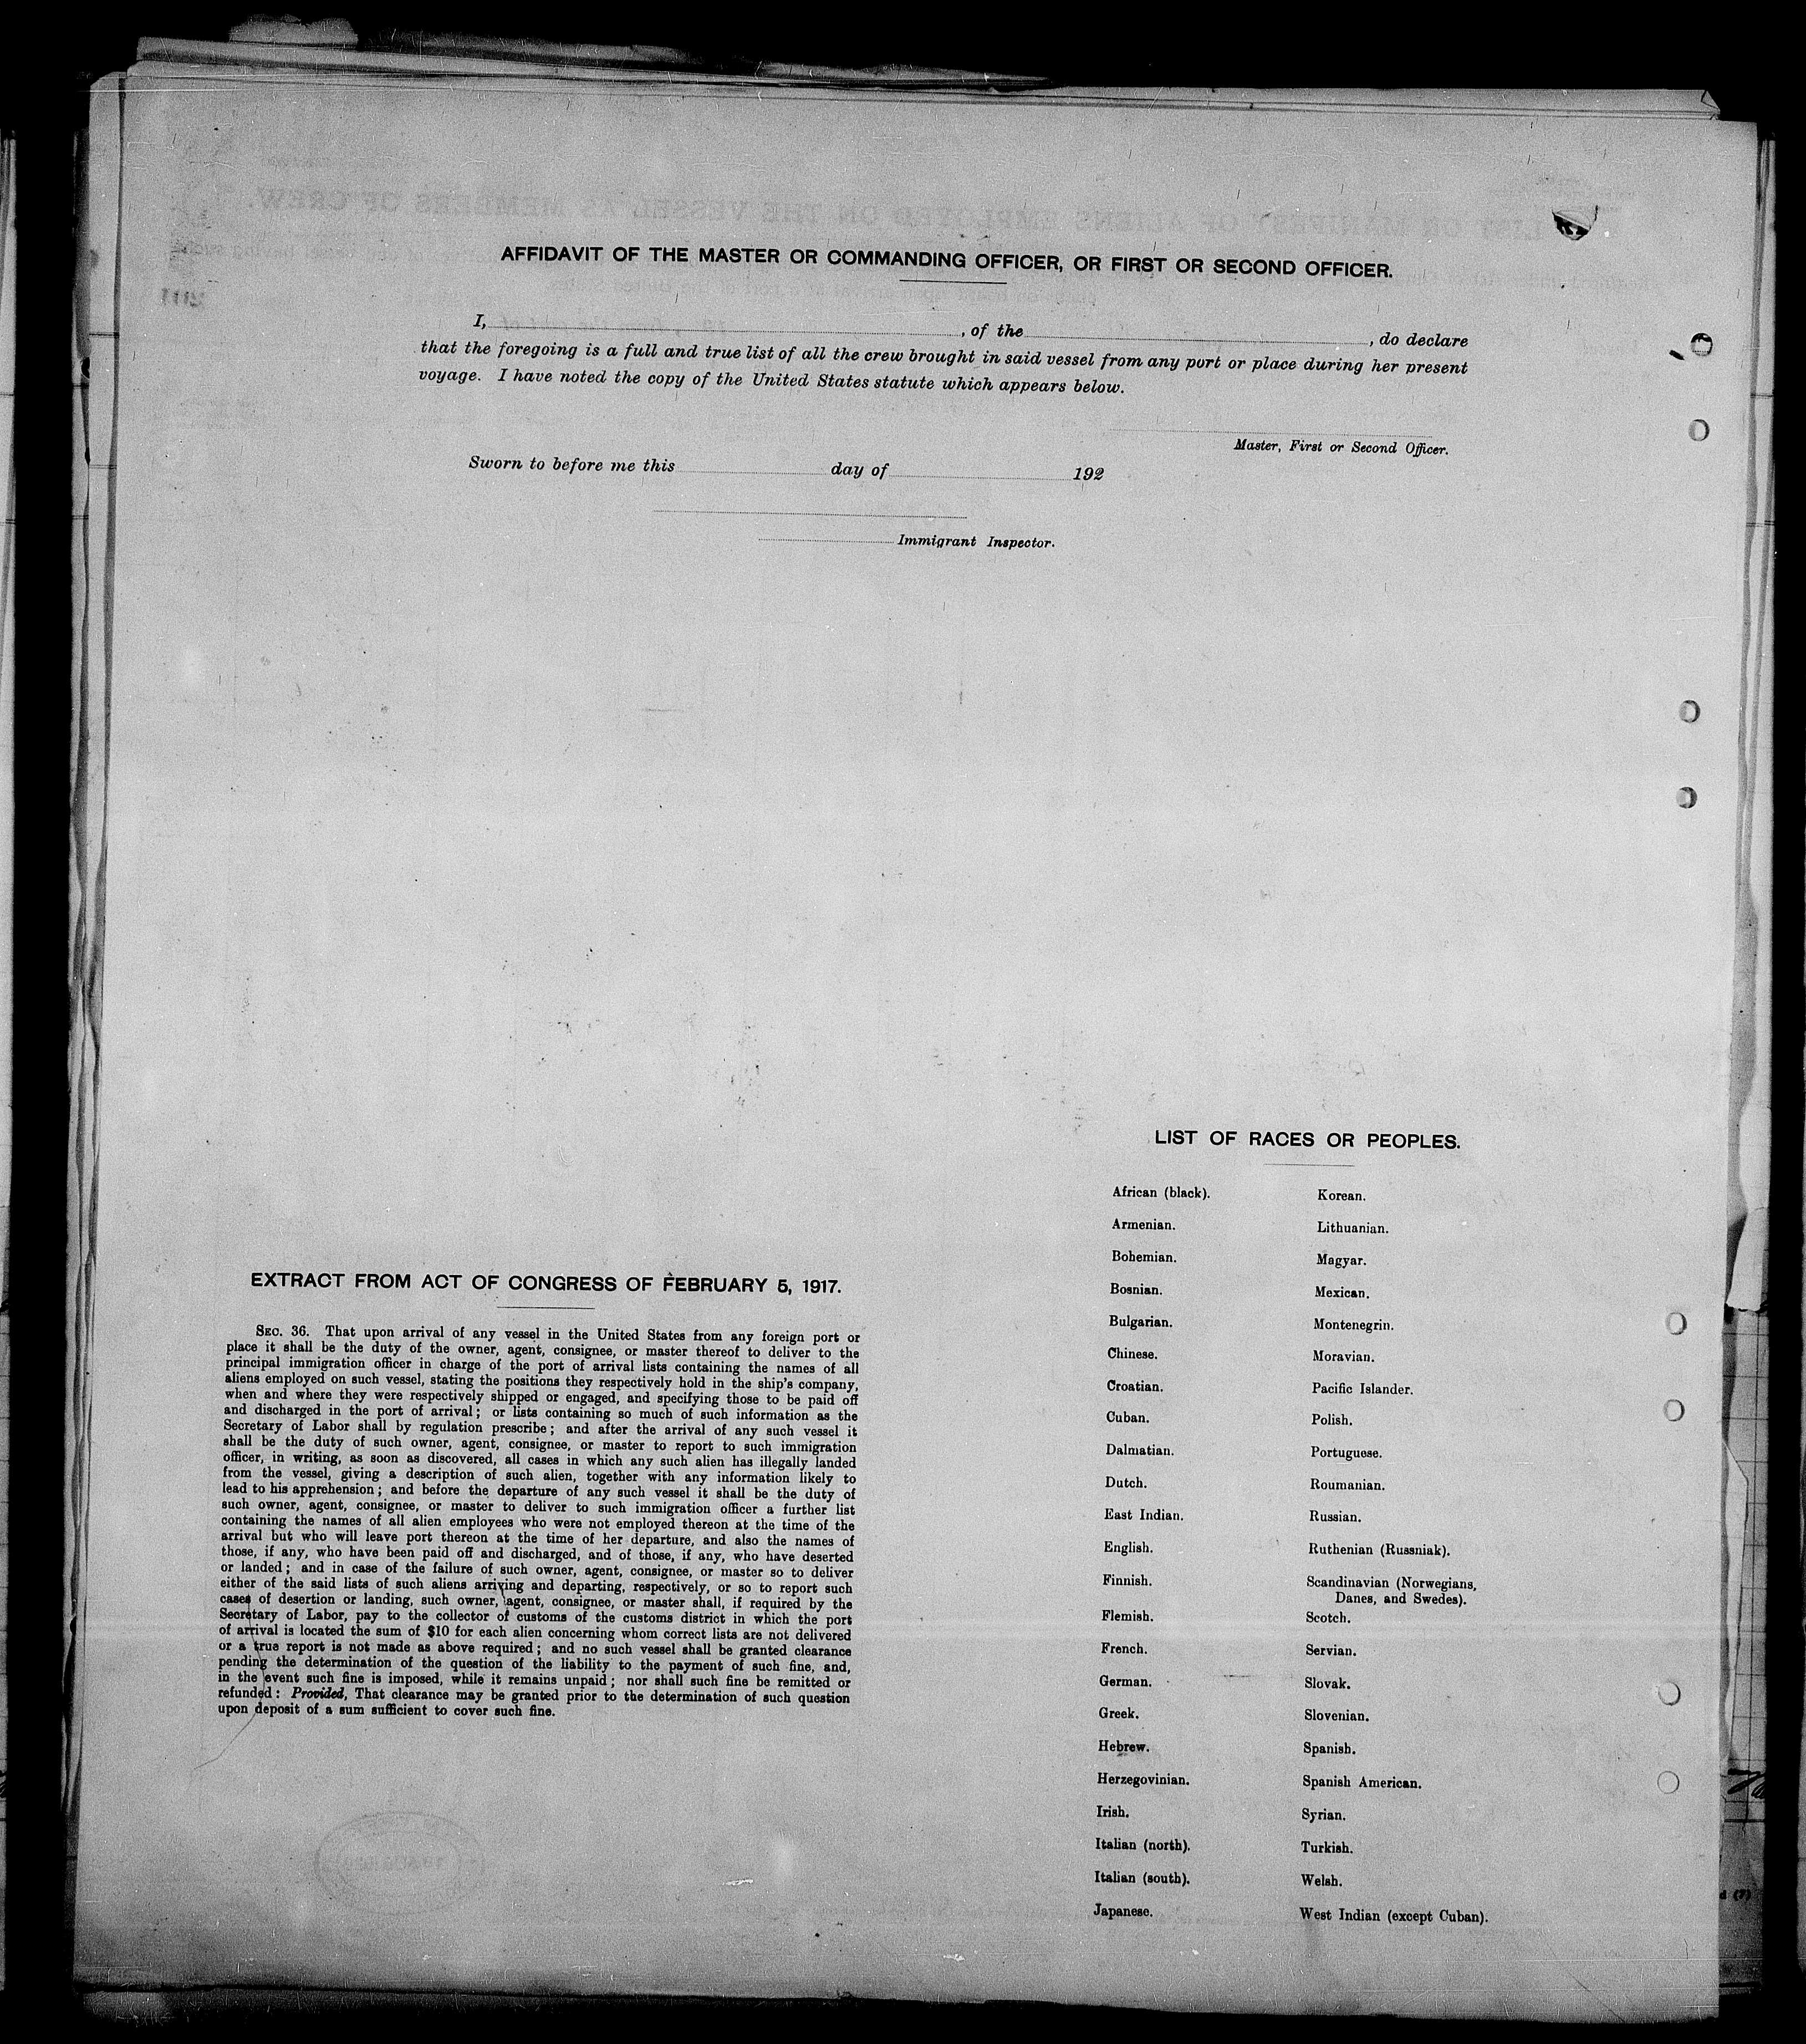 AFFIDAVIT OF THE MASTER OR COMMANDING OFFICER, OR FIRST OR SECOND OFFICER.
I, , of the , do declare
that the foregoing is a full and true list of all the crew brought in said vessel from any port or place during her present
voyage. I have noted the copy of the United States statute which appears below.
Master, First or Second Officer.
Sworn to before me this day of 192
Immigrant Inspector.
EXTRACT FROM ACT OF CONGRESS OF FEBRUARY 5, 1917.
SEC. 36. That upon arrival of any vessel in the United States from any foreign port or
place it shall be the duty of the owner, agent, consignee, or master thereof to deliver to the
principal immigration officer in charge of the port of arrival lists containing the names of all
aliens employed on such vessel, stating the positions they respectively hold in the ship's company,
when and where they were respectively shipped or engaged, and specifying those to be paid off
and discharged in the port of arrival; or lists containing so much of such information as the
Secretary of Labor shall by regulation prescribe; and after the arrival of any such vessel it
shall be the duty of such owner, agent, consignee, or master to report to such immigration
officer, in writing, as soon as discovered, all cases in which any such alien has illegally landed
from the vessel, giving a description of such alien, together with any information likely to
lead to his apprehension; and before the departure of any such vessel it shall be the duty of
such owner, agent, consignee, or master to deliver to such immigration officer a further list
containing the names of all alien employees who were not employed thereon at the time of the
arrival but who will leave port thereon at the time of her departure, and also the names of
those, if any, who have been paid off and discharged, and of those, if any, who have deserted
or landed; and in case of the failure of such owner, agent, consignee, or master so to deliver
either of the said lists of such aliens arriving and departing, respectively, or so to report such
cases of desertion or landing, such owner, agent, consignee, or master shall, if required by the
Secretary of Labor, pay to the collector of customs of the customs district in which the port
of arrival is located the sum of $10 for each alien concerning whom correct lists are not delivered
or a true report is not made as above required; and no such vessel shall be granted clearance
pending the determination of the question of the liability to the payment of such fine, and,
in the event such fine is imposed, while it remains unpaid; nor shall such fine be remitted or
refunded: Provided, That clearance may be granted prior to the determination of such question
upon deposit of a sum sufficient to cover such fine.
LIST OF RACES OR PEOPLES.
African (black).
Armenian.
Bohemian.
Bosnian.
Bulgarian.
Chinese.
Croatian.
Cuban.
Dalmatian.
Dutch.
East Indian.
English.
Finnish.
Flemish.
French.
German.
Greek.
Hebrew.
Herzegovinian.
Irish.
Italian (north).
Italian (south).
Japanese.
Korean.
Lithuanian.
Magyar.
Mexican.
Montenegrin.
Moravian.
Pacific Islander.
Polish.
Portuguese.
Roumanian.
Russian.
Ruthenian (Russniak).
Scandinavian (Norwegians,
Danes, and Swedes).
Scotch.
Servian.
Slovak.
Slovenian.
Spanish.
Spanish American.
Syrian.
Turkish.
Welsh.
West Indian (except Cuban).